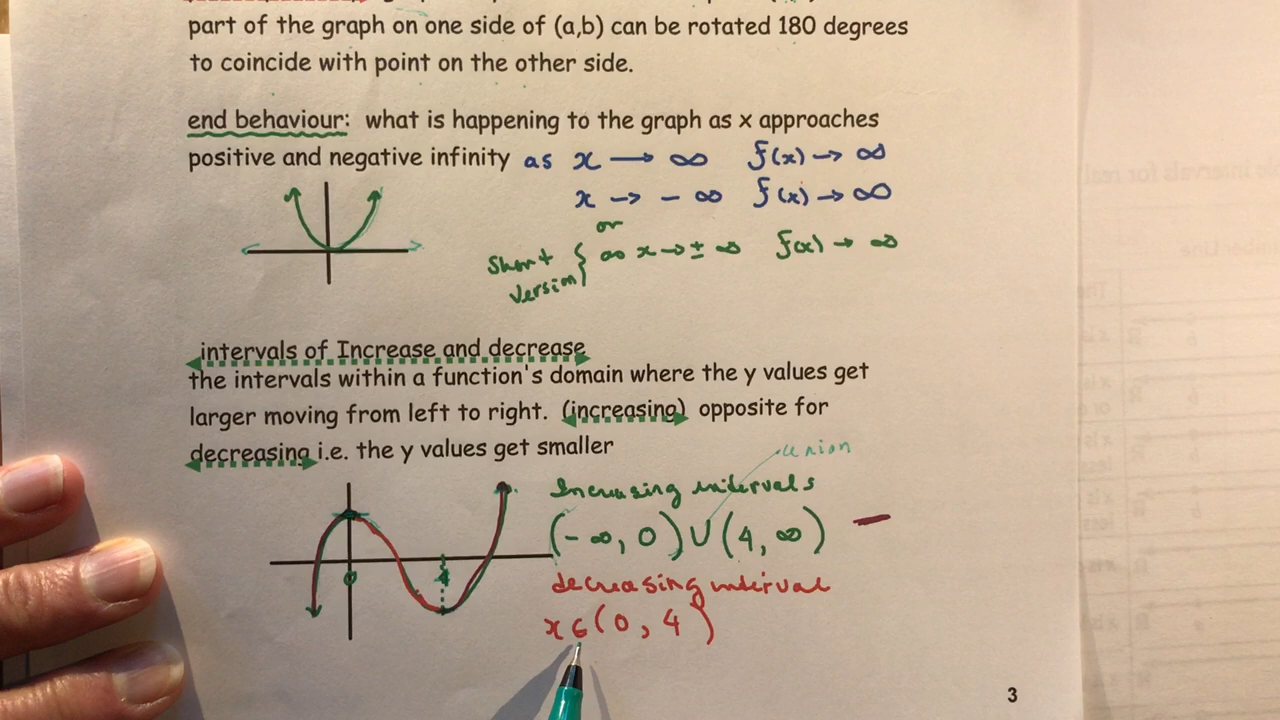 part of the graph on one side of (a,b) can be rotated 180 degrees
to coincide with point on the other side.
end behaviour: what is happening to the graph as x approaches
positive and negative infinity as x → ∞ f(x) → ∞
x → - ∞ f(x) → ∞
or
Short version { as x → ± ∞ f(x) → ∞
intervals of Increase and decrease
the intervals within a function's domain where the y values get
larger moving from left to right. (increasing) opposite for
decreasing i.e. the y values get smaller
union
Increasing intervals
(-∞, 0) ∪ (4, ∞)
decreasing interval
x ∈ (0, 4)
0
4
3